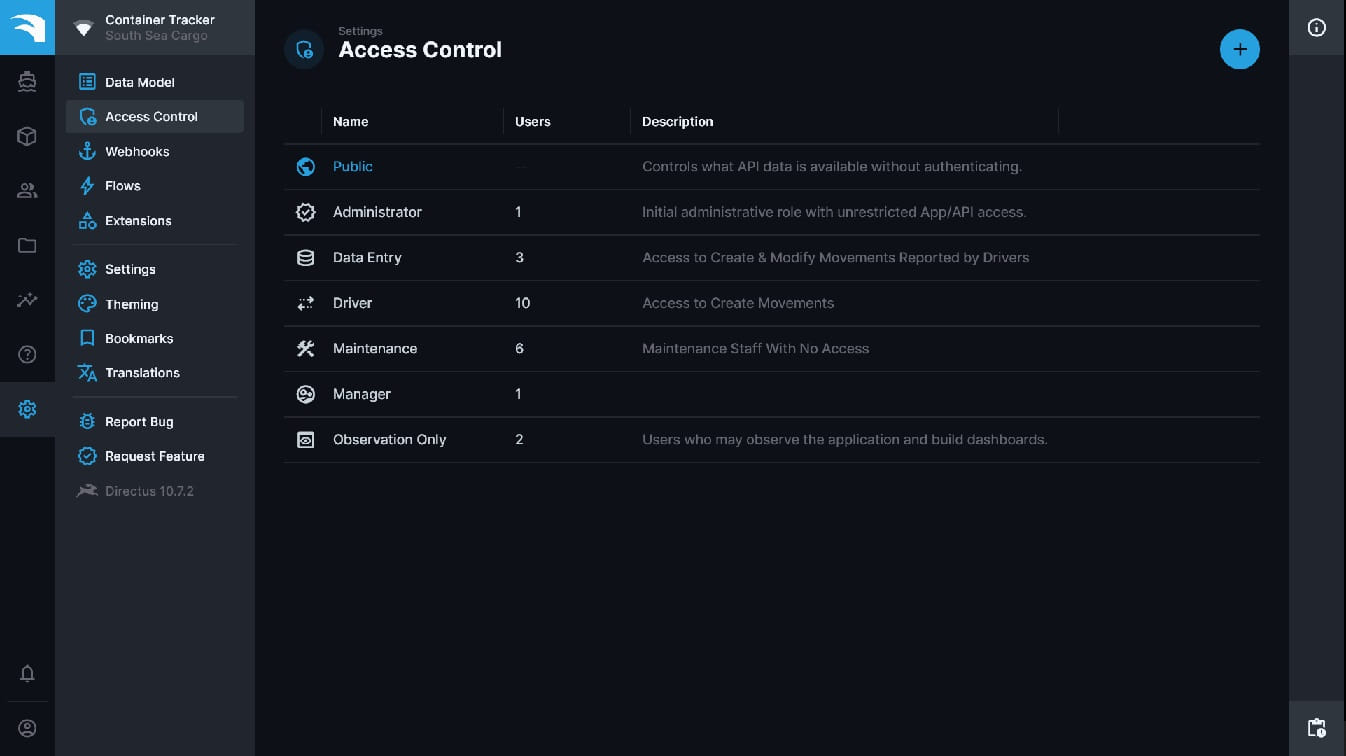 Container Tracker
South Sea Cargo
Data Model
Access Control
Webhooks
Flows
Extensions
Settings
Theming
Bookmarks
Translations
Report Bug
Request Feature
Directus 10.7.2
Settings
Access Control
Name Users Description
Public — Controls what API data is available without authenticating.
Administrator 1 Initial administrative role with unrestricted App/API access.
Data Entry 3 Access to Create & Modify Movements Reported by Drivers
Driver 10 Access to Create Movements
Maintenance 6 Maintenance Staff With No Access
Manager 1
Observation Only 2 Users who may observe the application and build dashboards.